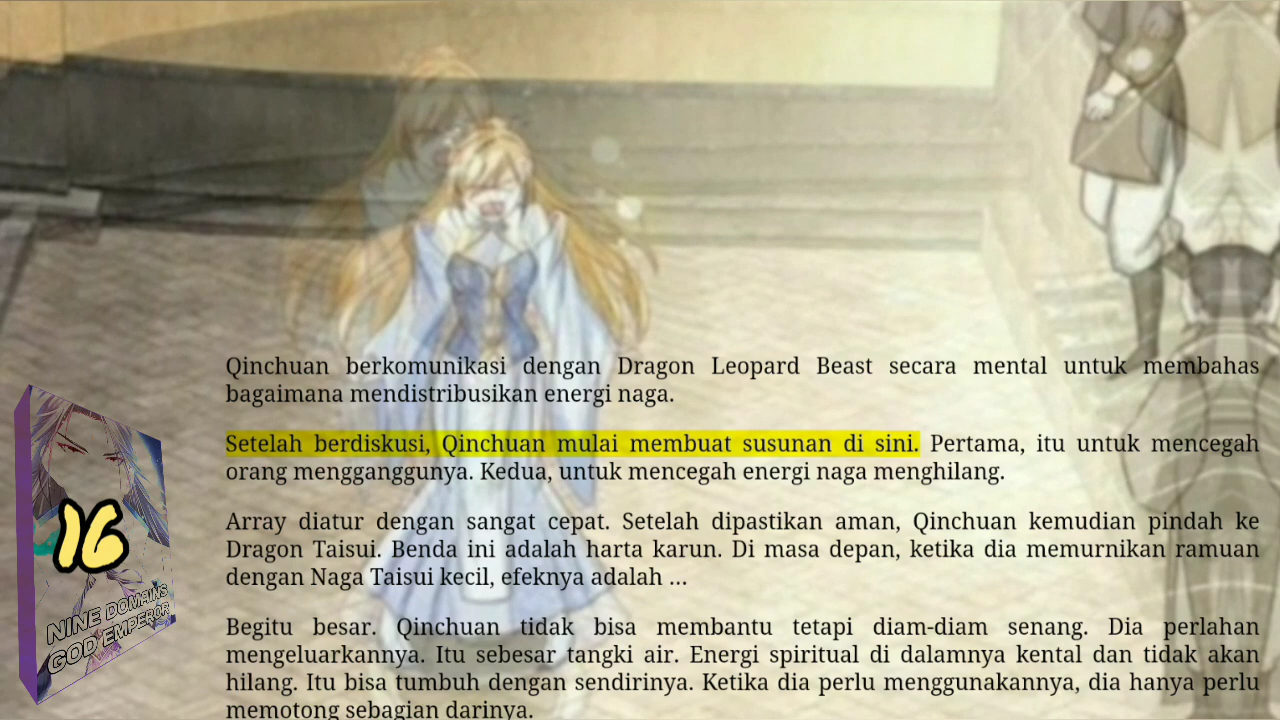 Qinchuan berkomunikasi dengan Dragon Leopard Beast secara mental untuk membahas
bagaimana mendistribusikan energi naga.
Setelah berdiskusi, Qinchuan mulai membuat susunan di sini. Pertama, itu untuk mencegah
orang mengganggunya. Kedua, untuk mencegah energi naga menghilang.
Array diatur dengan sangat cepat. Setelah dipastikan aman, Qinchuan kemudian pindah ke
Dragon Taisui. Benda ini adalah harta karun. Di masa depan, ketika dia memurnikan ramuan
dengan Naga Taisui kecil, efeknya adalah ...
Begitu besar. Qinchuan tidak bisa membantu tetapi diam-diam senang. Dia perlahan
mengeluarkannya. Itu sebesar tangki air. Energi spiritual di dalamnya kental dan tidak akan
hilang. Itu bisa tumbuh dengan sendirinya. Ketika dia perlu menggunakannya, dia hanya perlu
memotong sebagian darinya.
16
NINE DOMAINS
GOD EMPEROR